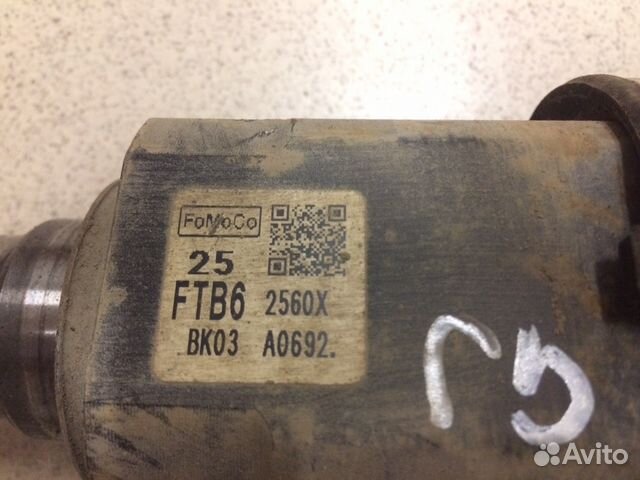 FoMoCo
25
FTB6 2560X
BK03 A0692.
Avito